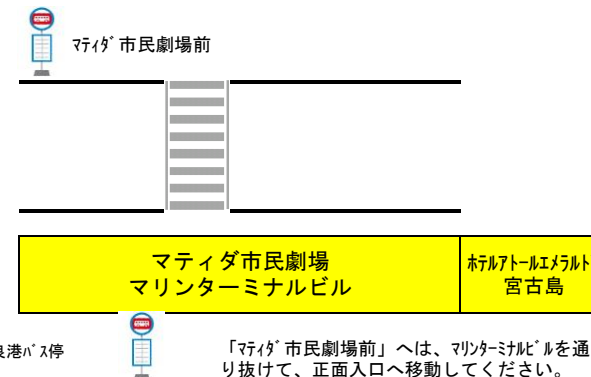 ﾏﾃｨﾀﾞ市民劇場前
マティダ市民劇場
マリンターミナルビル
ﾎﾃﾙｱﾄｰﾙｴﾒﾗﾙﾄ
宮古島
良港ﾊﾞｽ停
「ﾏﾃｨﾀﾞ市民劇場前」へは、ﾏﾘﾝﾀｰﾐﾅﾙﾋﾞﾙを通
り抜けて、正面入口へ移動してください。